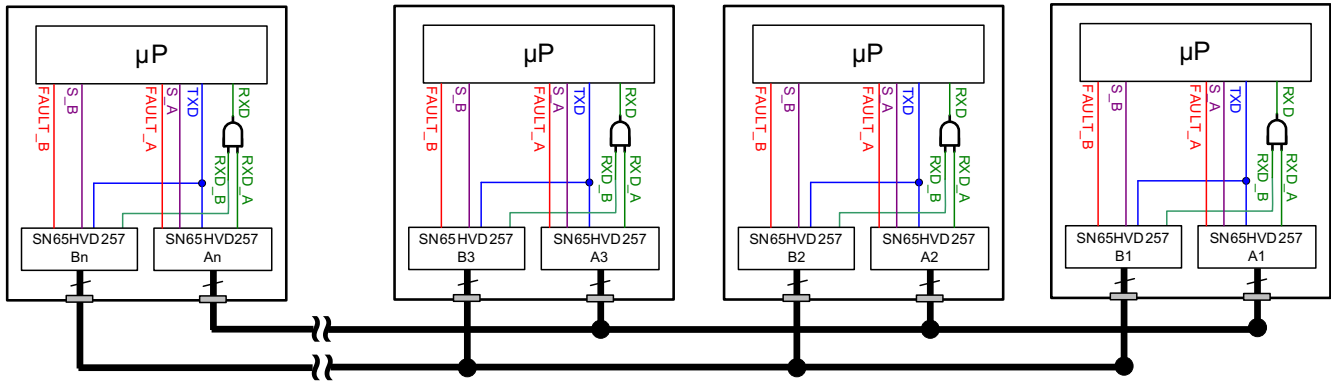 μP
FAULT_B
S_B
FAULT_A
S_A
TXD
RXD
RXD_B
RXD_A
SN65HVD257
Bn
SN65HVD257
An
μP
FAULT_B
S_B
FAULT_A
S_A
TXD
RXD
RXD_B
RXD_A
SN65HVD257
B3
SN65HVD257
A3
μP
FAULT_B
S_B
FAULT_A
S_A
TXD
RXD
RXD_B
RXD_A
SN65HVD257
B2
SN65HVD257
A2
μP
FAULT_B
S_B
FAULT_A
S_A
TXD
RXD
RXD_B
RXD_A
SN65HVD257
B1
SN65HVD257
A1